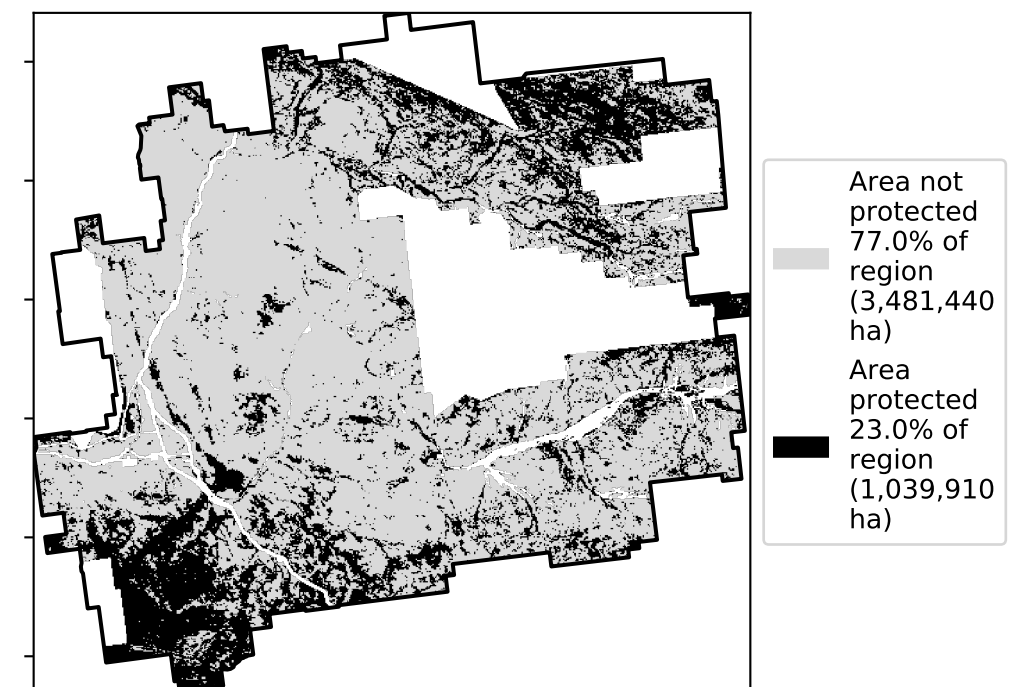 Area not
protected
77.0% of
region
(3,481,440
ha)
Area
protected
23.0% of
region
(1,039,910
ha)